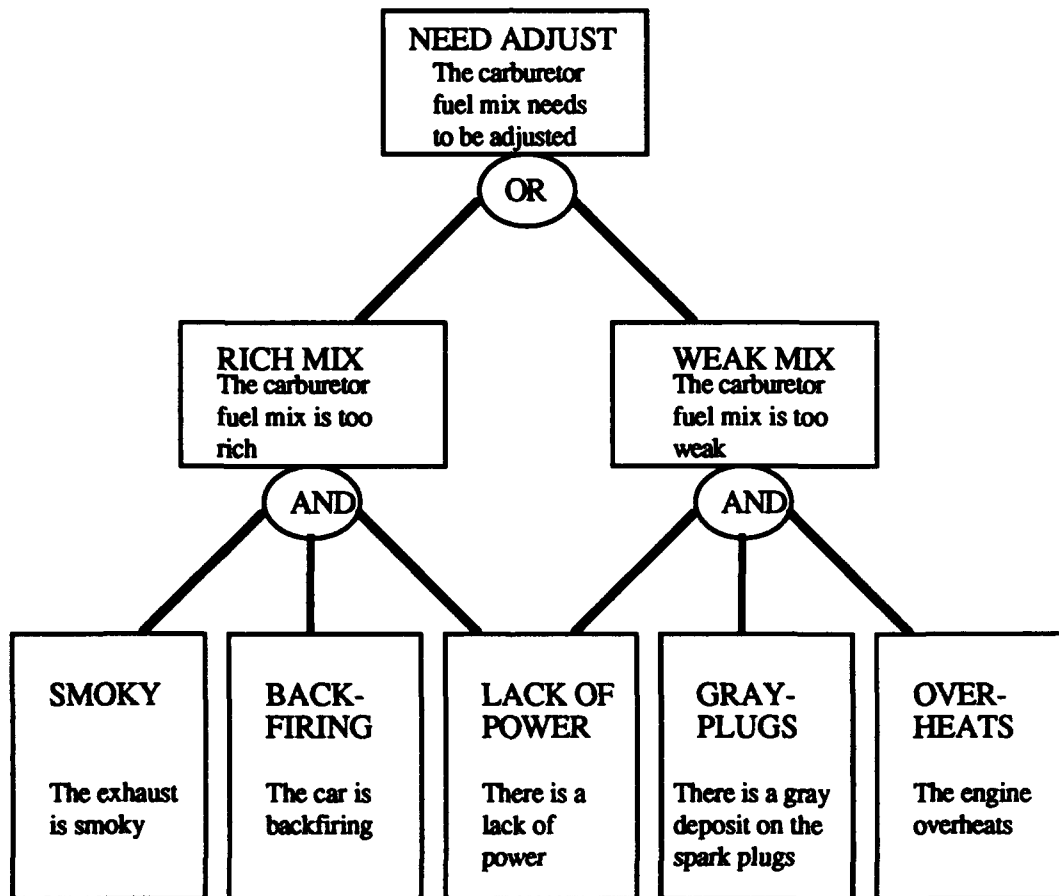 NEED ADJUST
The carburetor
fuel mix needs
to be adjusted
OR
RICH MIX
The carburetor
fuel mix is too
rich
WEAK MIX
The carburetor
fuel mix is too
weak
AND
AND
SMOKY
The exhaust
is smoky
BACK-
FIRING
The car is
backfiring
LACK OF
POWER
There is a
lack of
power
GRAY-
PLUGS
There is a gray
deposit on the
spark plugs
OVER-
HEATS
The engine
overheats